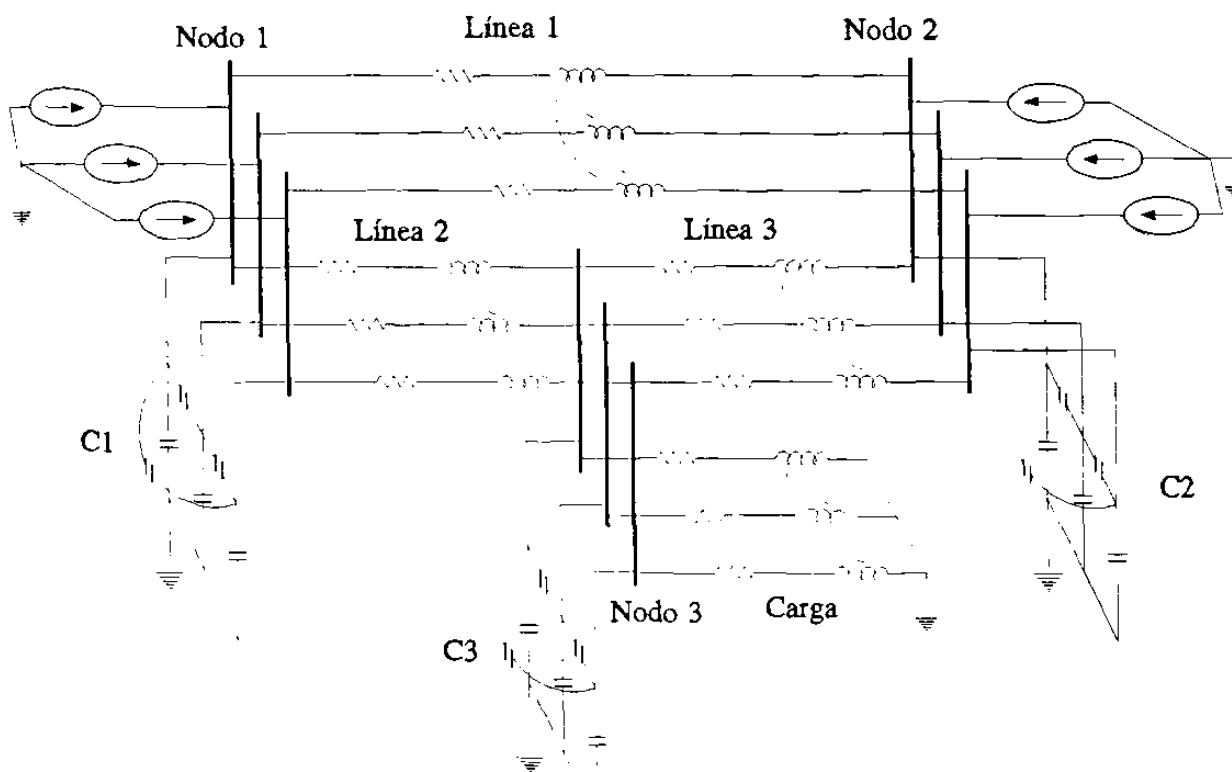 Línea 1
Nodo 1
Nodo 2
Línea 2
Línea 3
C1
C2
Nodo 3
Carga
C3